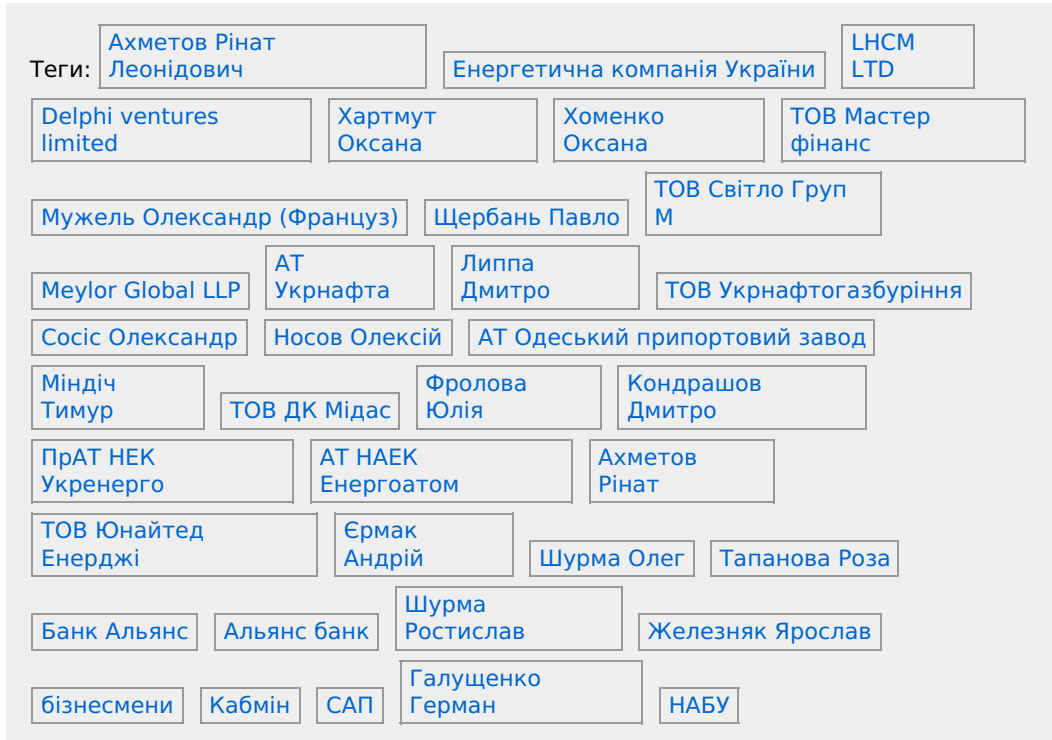 Теги: Ахметов Рінат
Леонідович
Енергетична компанія України
LHCM
LTD
Delphi ventures
limited
Хартмут
Оксана
Хоменко
Оксана
ТОВ Мастер
фінанс
Мужель Олександр (Француз)
Щербань Павло
ТОВ Світло Груп
М
Meylor Global LLP
АТ
Укрнафта
Липпа
Дмитро
ТОВ Укрнафтогазбуріння
Сосіс Олександр
Носов Олексій
АТ Одеський припортовий завод
Міндіч
Тимур
ТОВ ДК Мідас
Фролова
Юлія
Кондрашов
Дмитро
ПрАТ НЕК
Укренерго
АТ НАЕК
Енергоатом
Ахметов
Рінат
ТОВ Юнайтед
Енерджі
Єрмак
Андрій
Шурма Олег
Тапанова Роза
Банк Альянс
Альянс банк
Шурма
Ростислав
Железняк Ярослав
бізнесмени
Кабмін
САП
Галущенко
Герман
НАБУ